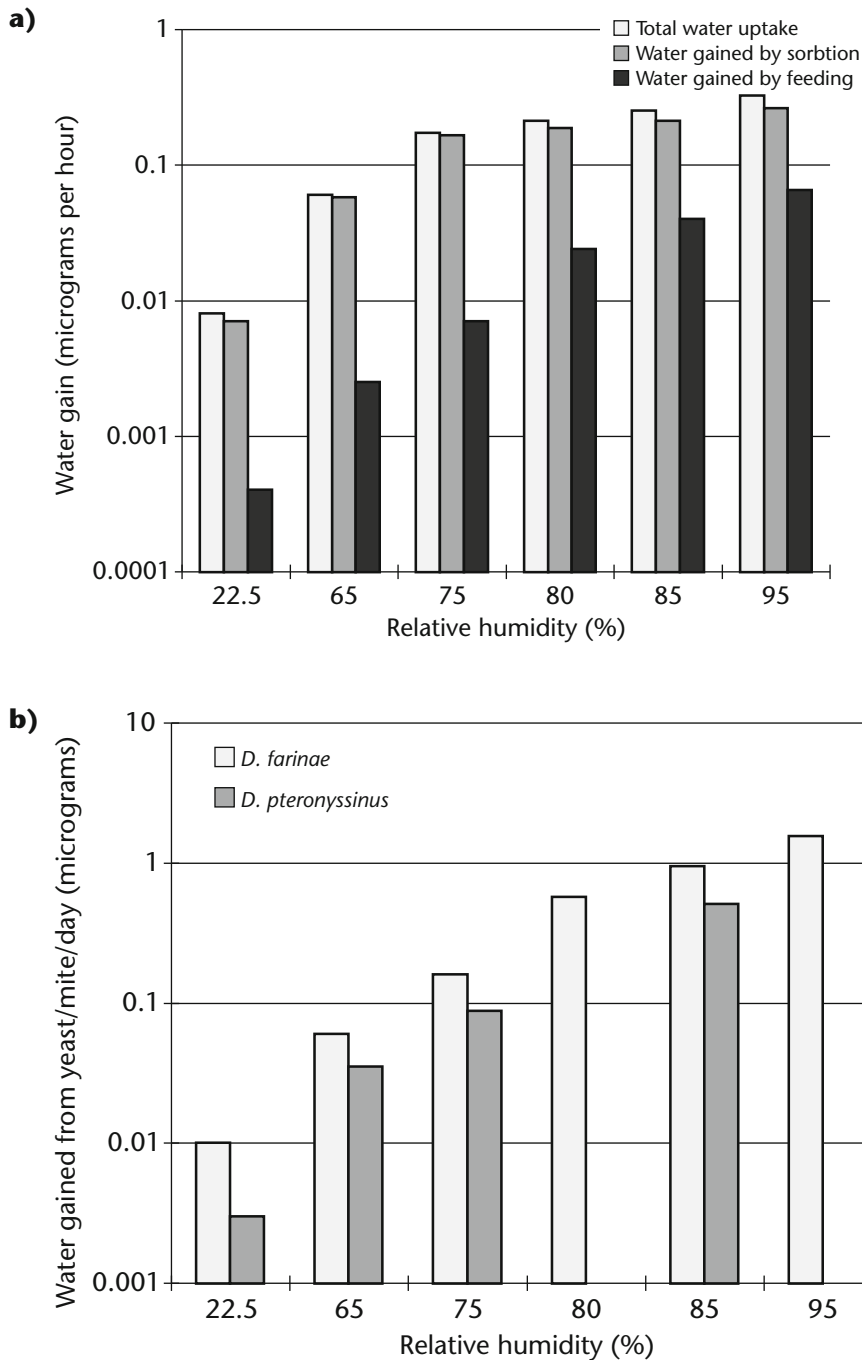 a)
1
Total water uptake
Water gained by sorbtion
Water gained by feeding
0.1
0.01
0.001
0.0001
Water gain (micrograms per hour)
22.5 65 75 80 85 95
Relative humidity (%)
b)
10
D. farinae
D. pteronyssinus
1
0.1
0.01
0.001
Water gained from yeast/mite/day (micrograms)
22.5 65 75 80 85 95
Relative humidity (%)